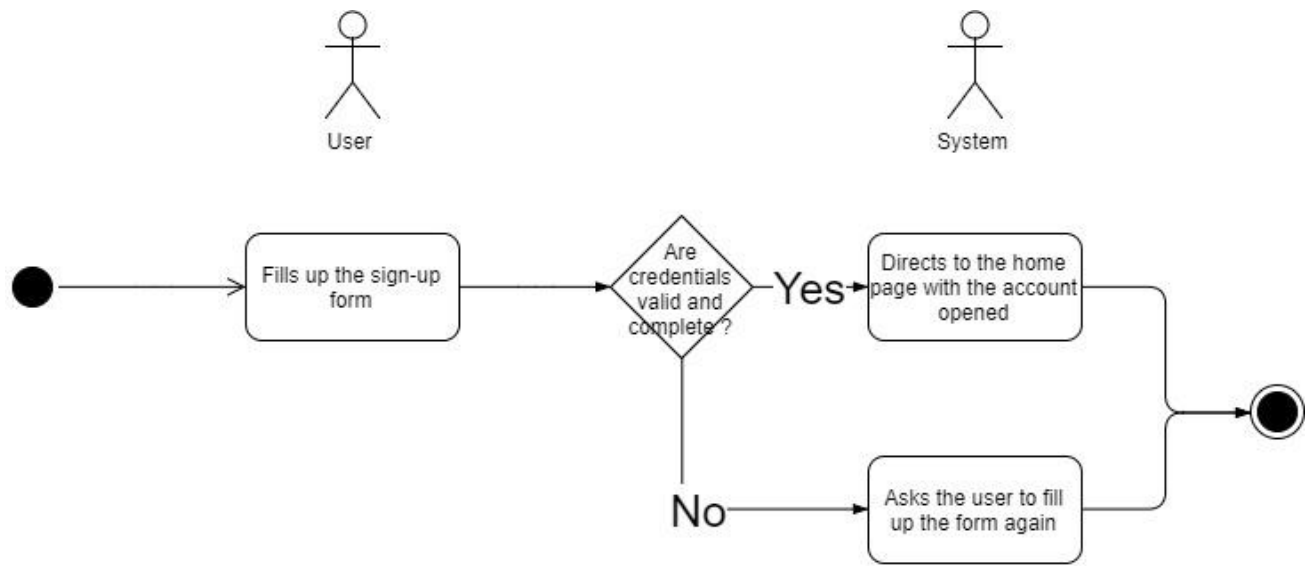 User
System
Fills up the sign-up
form
Are
credentials
valid and
complete ?
Yes
Directs to the home
page with the account
opened
No
Asks the user to fill
up the form again